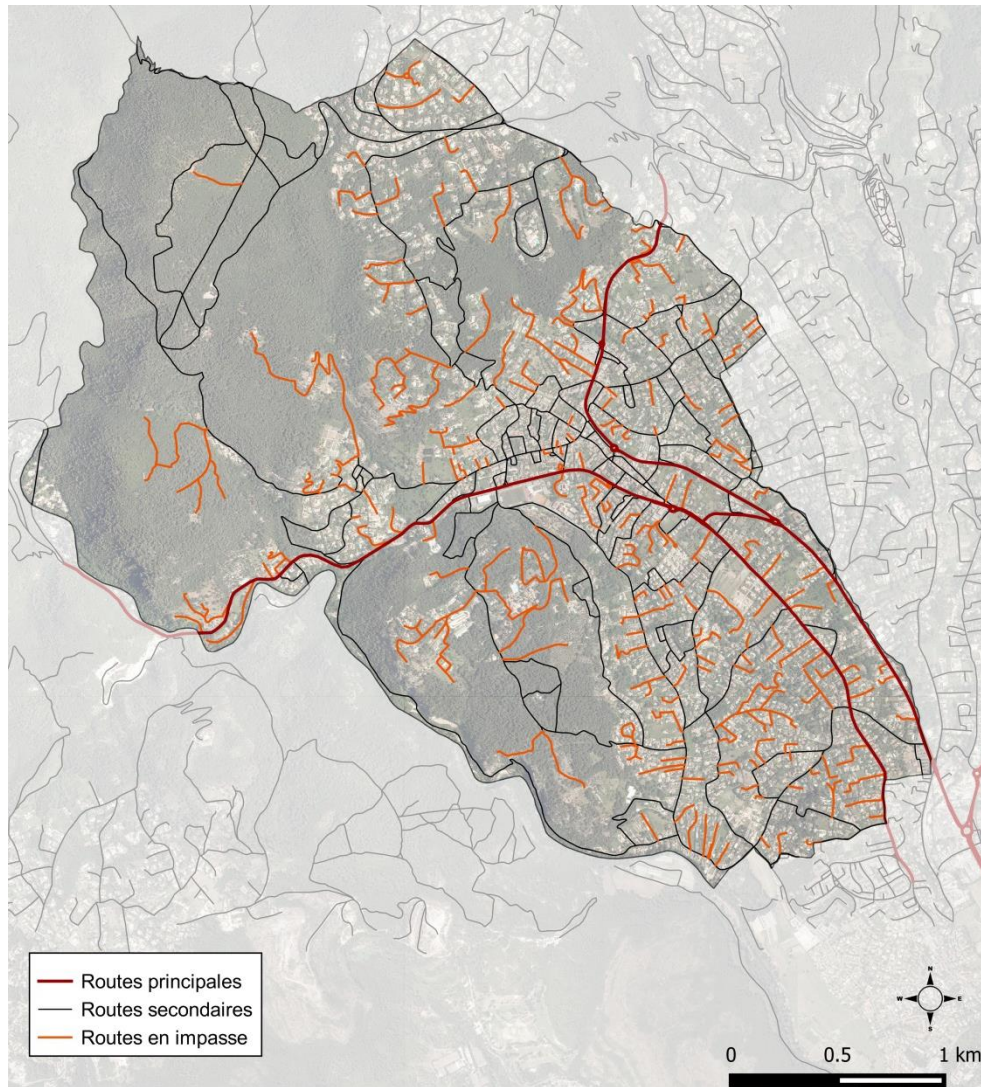 Routes principales
Routes secondaires
Routes en impasse
N
W E
S
0 0.5 1 km